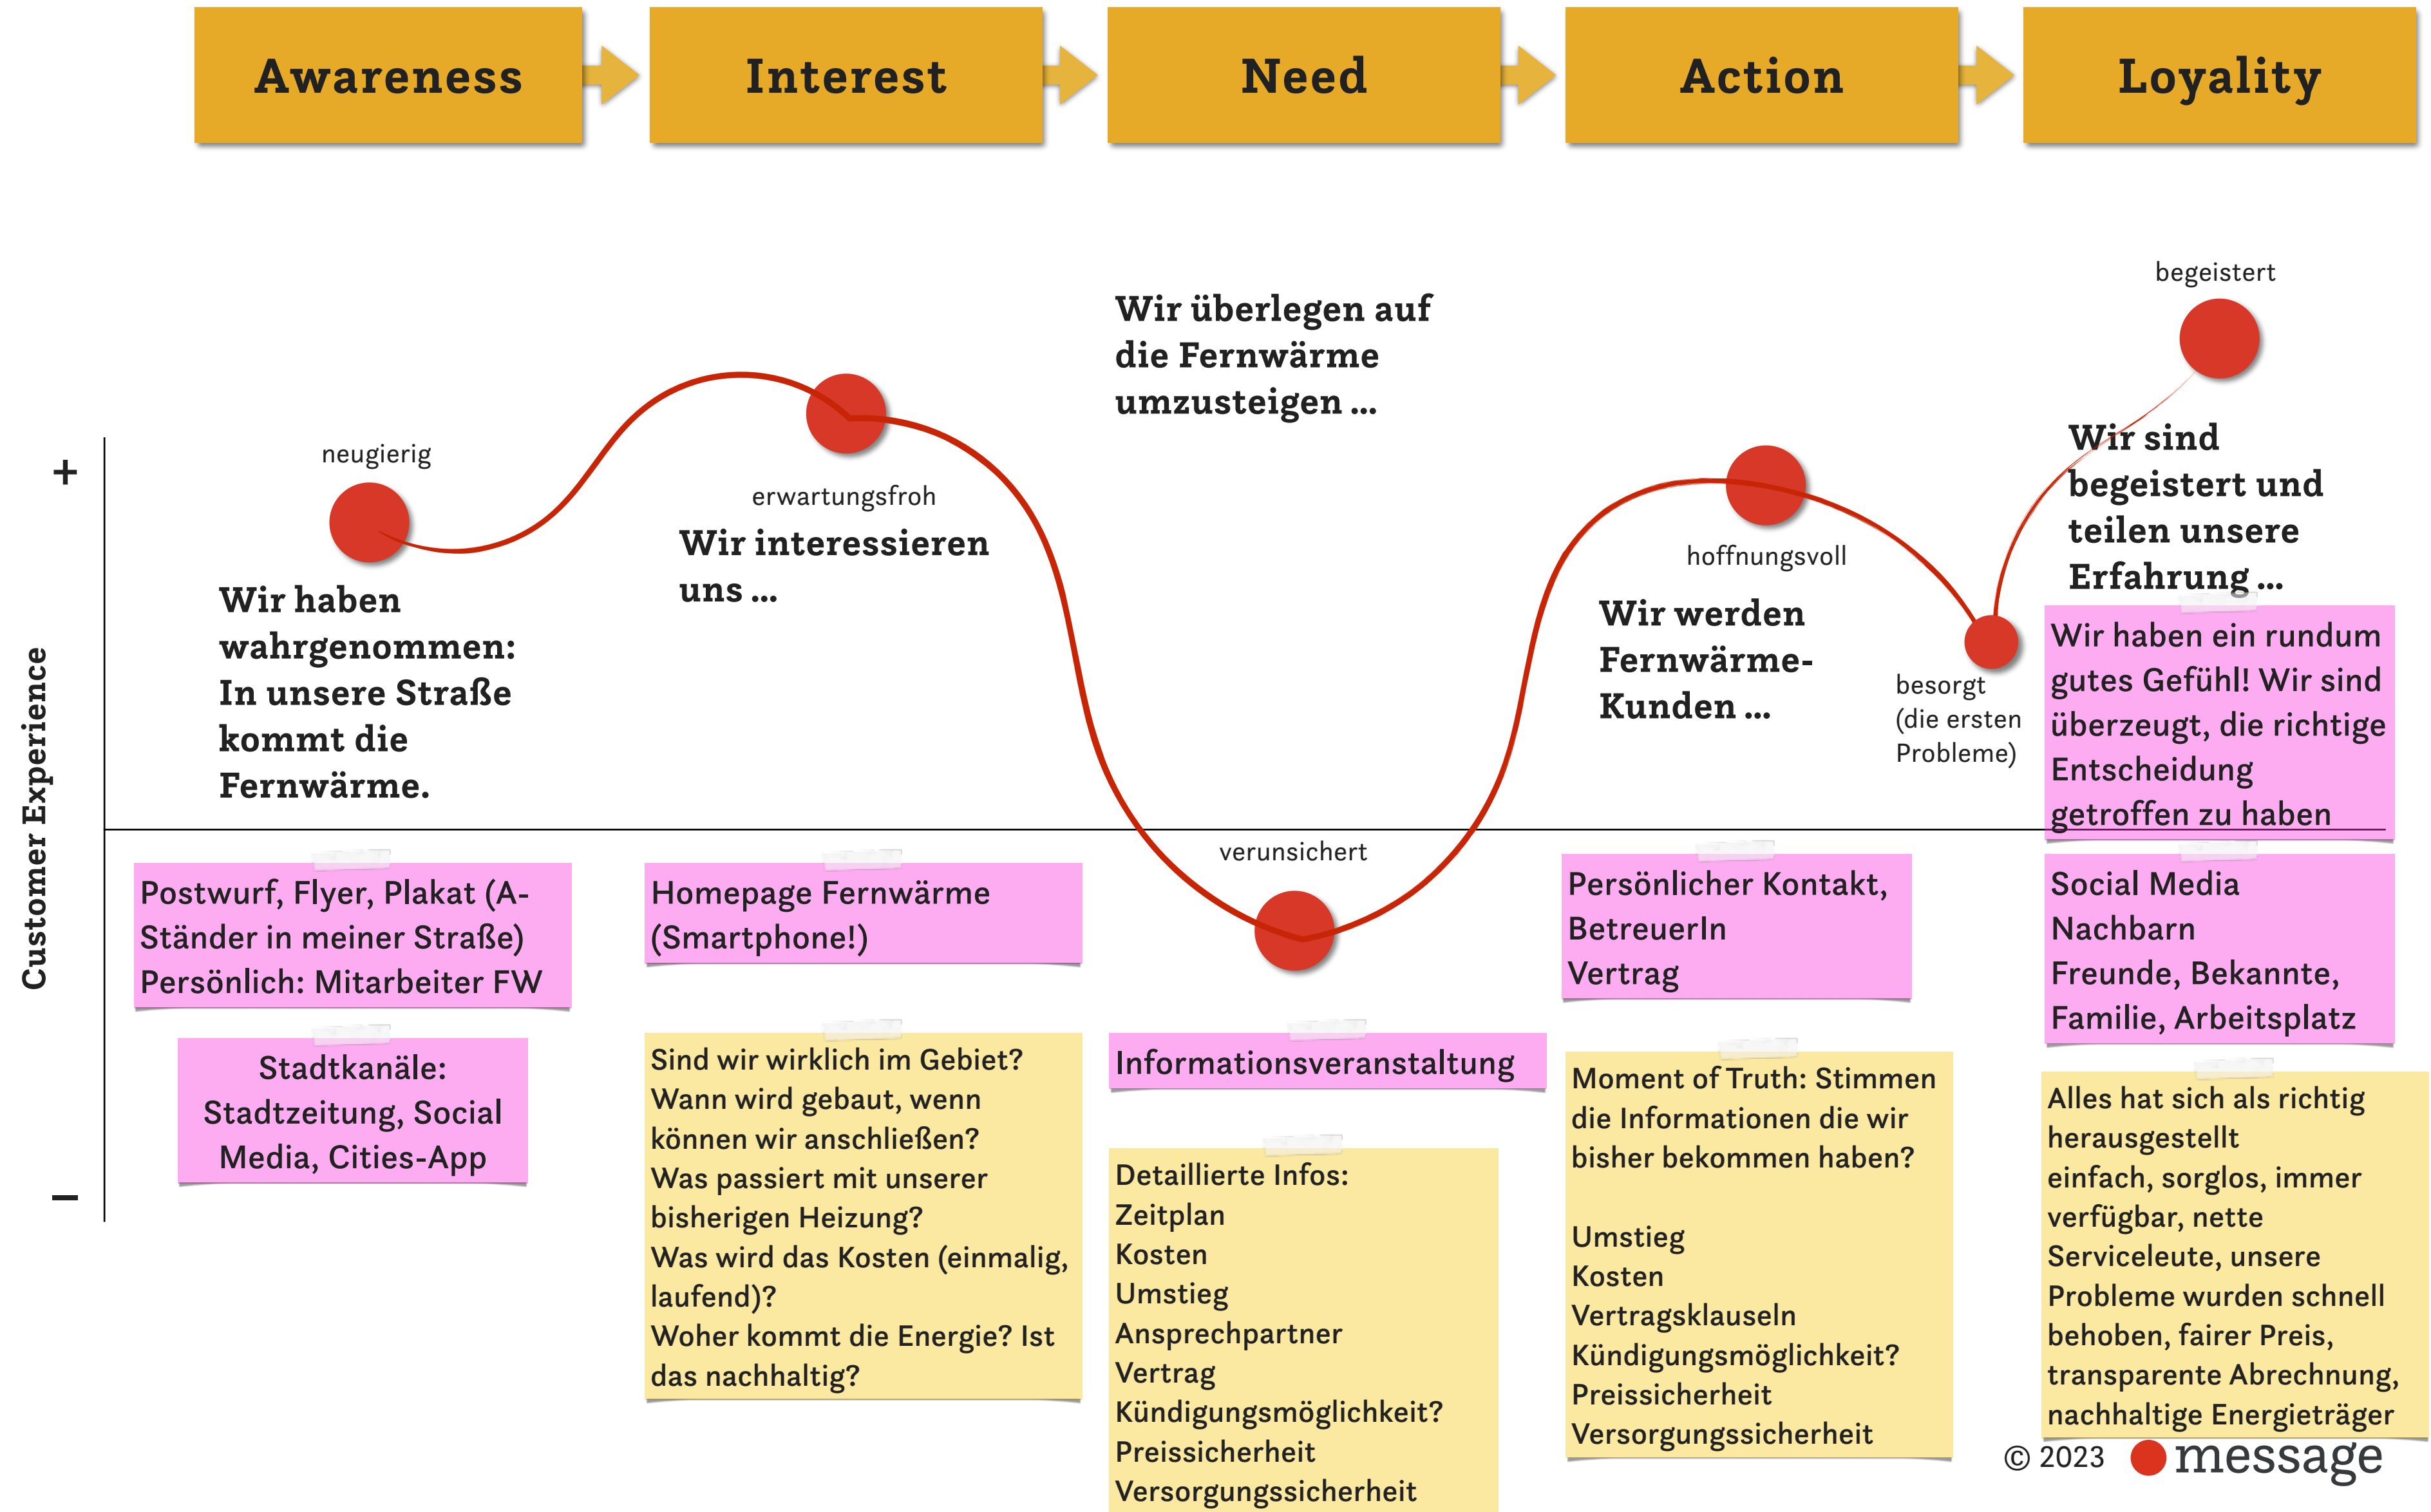 Awareness
Interest
Need
Action
Loyality
Customer Experience
+
–
neugierig
Wir haben
wahrgenommen:
In unsere Straße
kommt die
Fernwärme.
Postwurf, Flyer, Plakat (A-
Ständer in meiner Straße)
Persönlich: Mitarbeiter FW
Stadtkanäle:
Stadtzeitung, Social
Media, Cities-App
erwartungsfroh
Wir interessieren
uns ...
Homepage Fernwärme
(Smartphone!)
Sind wir wirklich im Gebiet?
Wann wird gebaut, wenn
können wir anschließen?
Was passiert mit unserer
bisherigen Heizung?
Was wird das Kosten (einmalig,
laufend)?
Woher kommt die Energie? Ist
das nachhaltig?
Wir überlegen auf
die Fernwärme
umzusteigen ...
verunsichert
Informationsveranstaltung
Detaillierte Infos:
Zeitplan
Kosten
Umstieg
Ansprechpartner
Vertrag
Kündigungsmöglichkeit?
Preissicherheit
Versorgungssicherheit
hoffnungsvoll
Wir werden
Fernwärme-
Kunden ...
besorgt
(die ersten
Probleme)
Persönlicher Kontakt,
BetreuerIn
Vertrag
Moment of Truth: Stimmen
die Informationen die wir
bisher bekommen haben?
Umstieg
Kosten
Vertragsklauseln
Kündigungsmöglichkeit?
Preissicherheit
Versorgungssicherheit
begeistert
Wir sind
begeistert und
teilen unsere
Erfahrung ...
Wir haben ein rundum
gutes Gefühl! Wir sind
überzeugt, die richtige
Entscheidung
getroffen zu haben
Social Media
Nachbarn
Freunde, Bekannte,
Familie, Arbeitsplatz
Alles hat sich als richtig
herausgestellt
einfach, sorglos, immer
verfügbar, nette
Serviceleute, unsere
Probleme wurden schnell
behoben, fairer Preis,
transparente Abrechnung,
nachhaltige Energieträger
© 2023 message